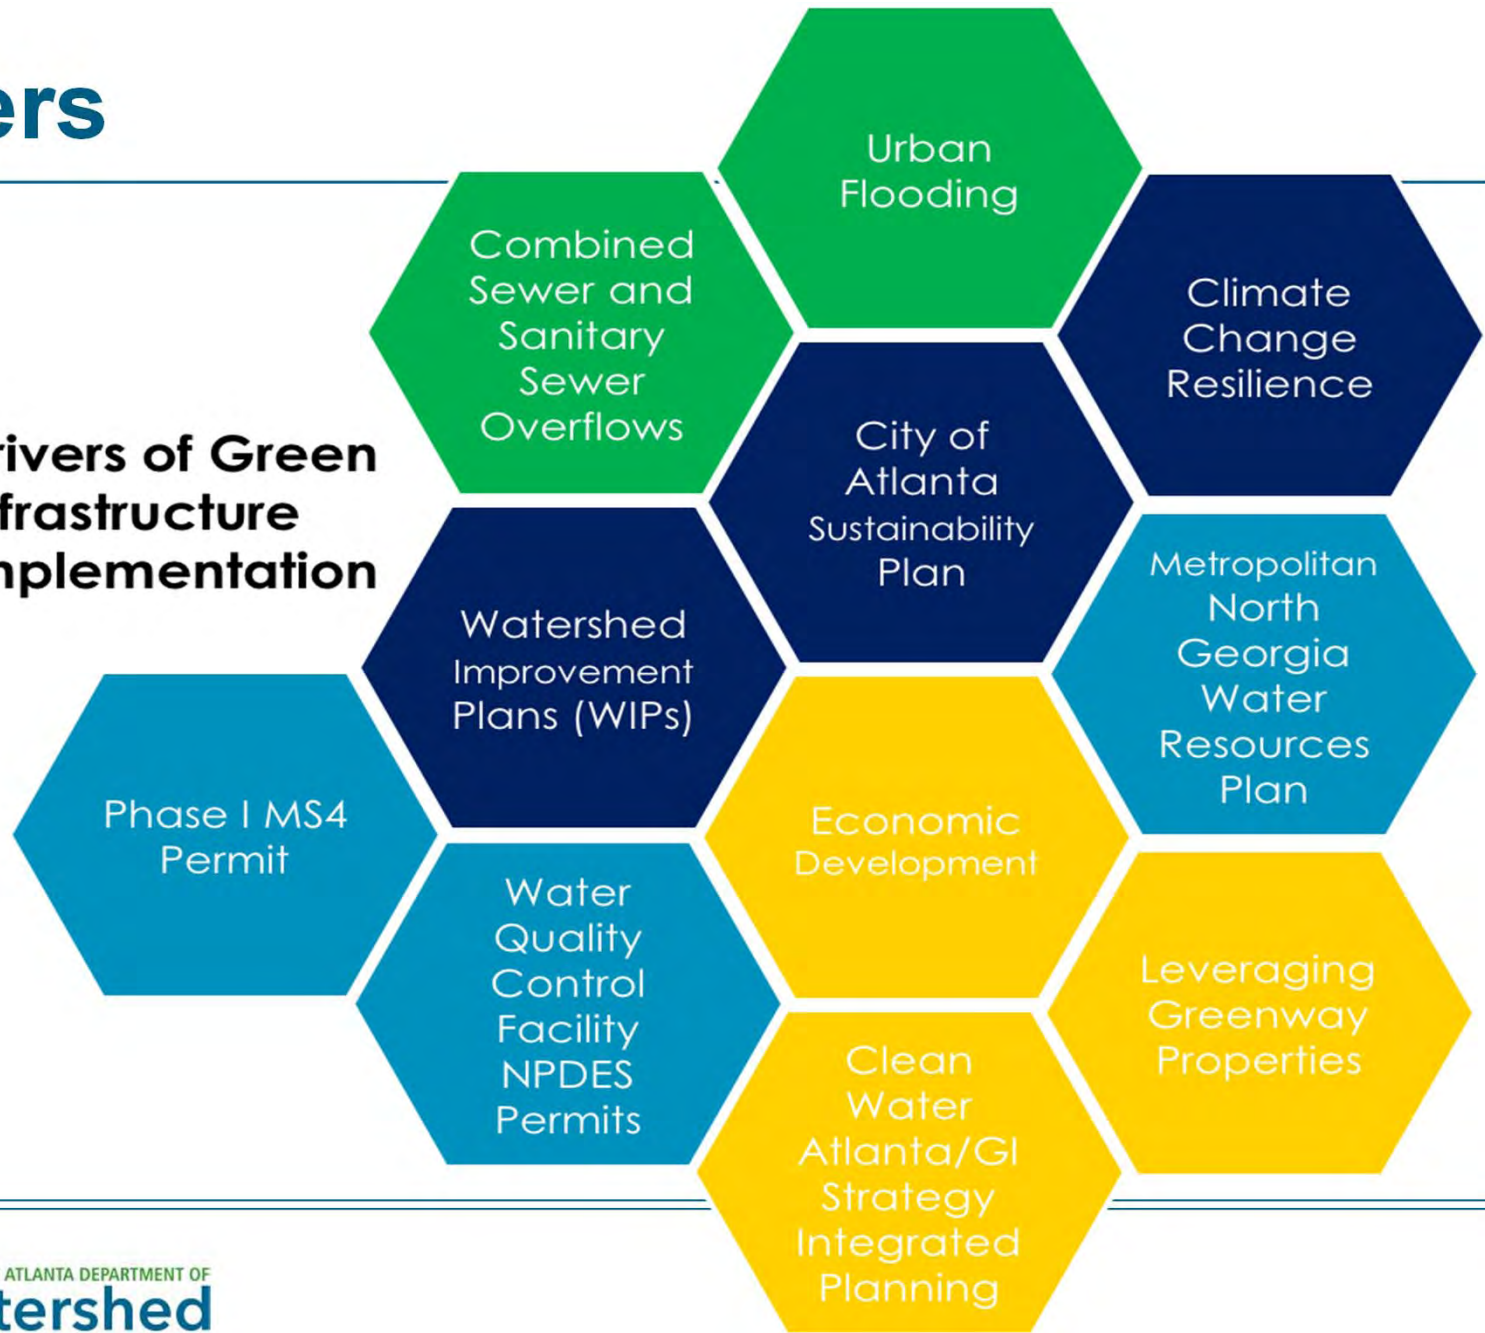 ers
rivers of Green
frastructure
nplementation
Urban
Flooding
Combined
Sewer and
Sanitary
Sewer
Overflows
Climate
Change
Resilience
City of
Atlanta
Sustainability
Plan
Watershed
Improvement
Plans (WIPs)
Metropolitan
North
Georgia
Water
Resources
Plan
Phase I MS4
Permit
Economic
Development
Water
Quality
Control
Facility
NPDES
Permits
Leveraging
Greenway
Properties
Clean
Water
Atlanta/GI
Strategy
Integrated
Planning
ATLANTA DEPARTMENT OF
tershed